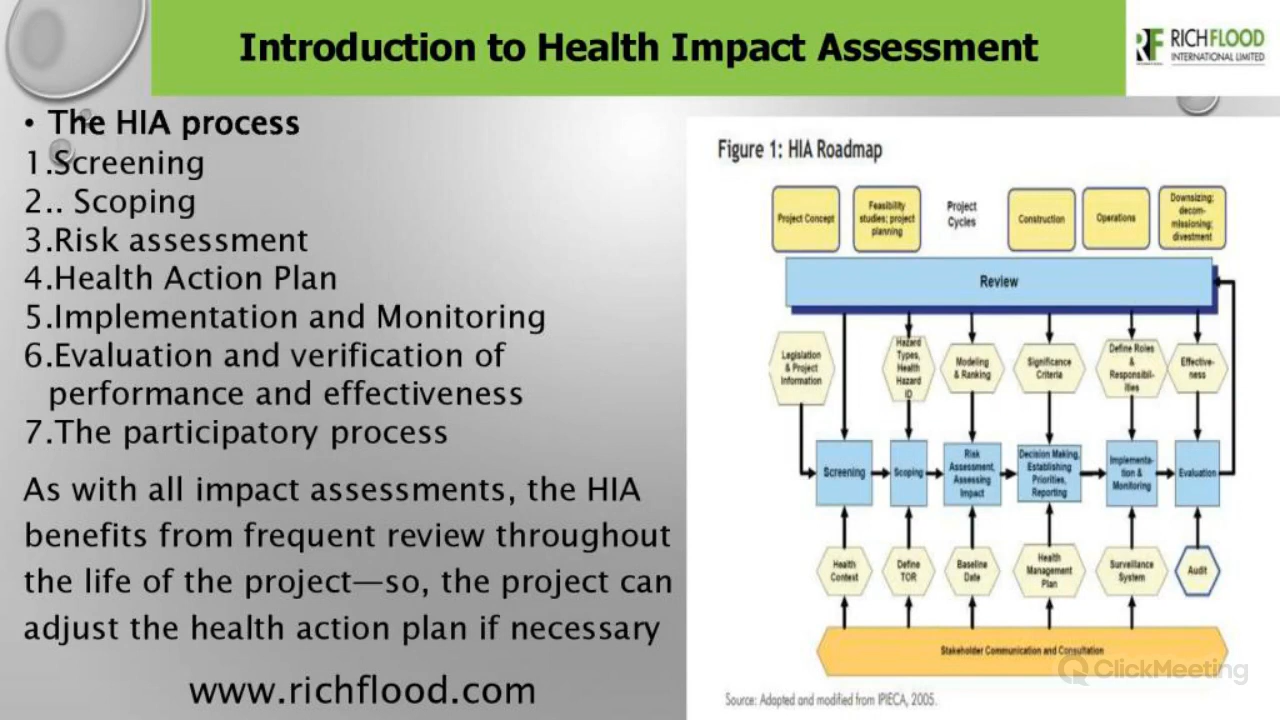 Introduction to Health Impact Assessment
RICHFLOOD
INTERNATIONAL LIMITED
• The HIA process
1.Screening
2.. Scoping
3.Risk assessment
4.Health Action Plan
5.Implementation and Monitoring
6.Evaluation and verification of
performance and effectiveness
7.The participatory process
As with all impact assessments, the HIA
benefits from frequent review throughout
the life of the project—so, the project can
adjust the health action plan if necessary
www.richflood.com
Figure 1: HIA Roadmap
Project Concept
Feasibility
studies; project
planning
Project
Cycles
Construction
Operations
Downsizing;
decom-
missioning;
divestment
Review
Legislation
& Project
Information
Hazard
Types,
Health
Hazard
ID
Modeling
& Ranking
Significance
Criteria
Define Roles
&
Responsibil-
ities
Effective-
ness
Screening
Scoping
Risk
Assessment,
Assessing
Impact
Decision Making,
Establishing
Priorities,
Reporting
Implementa-
tion &
Monitoring
Evaluation
Health
Context
Define
TOR
Baseline
Date
Health
Management
Plan
Surveillance
System
Audit
Stakeholder Communication and Consultation
ClickMeeting
Source: Adapted and modified from IPIECA, 2005.